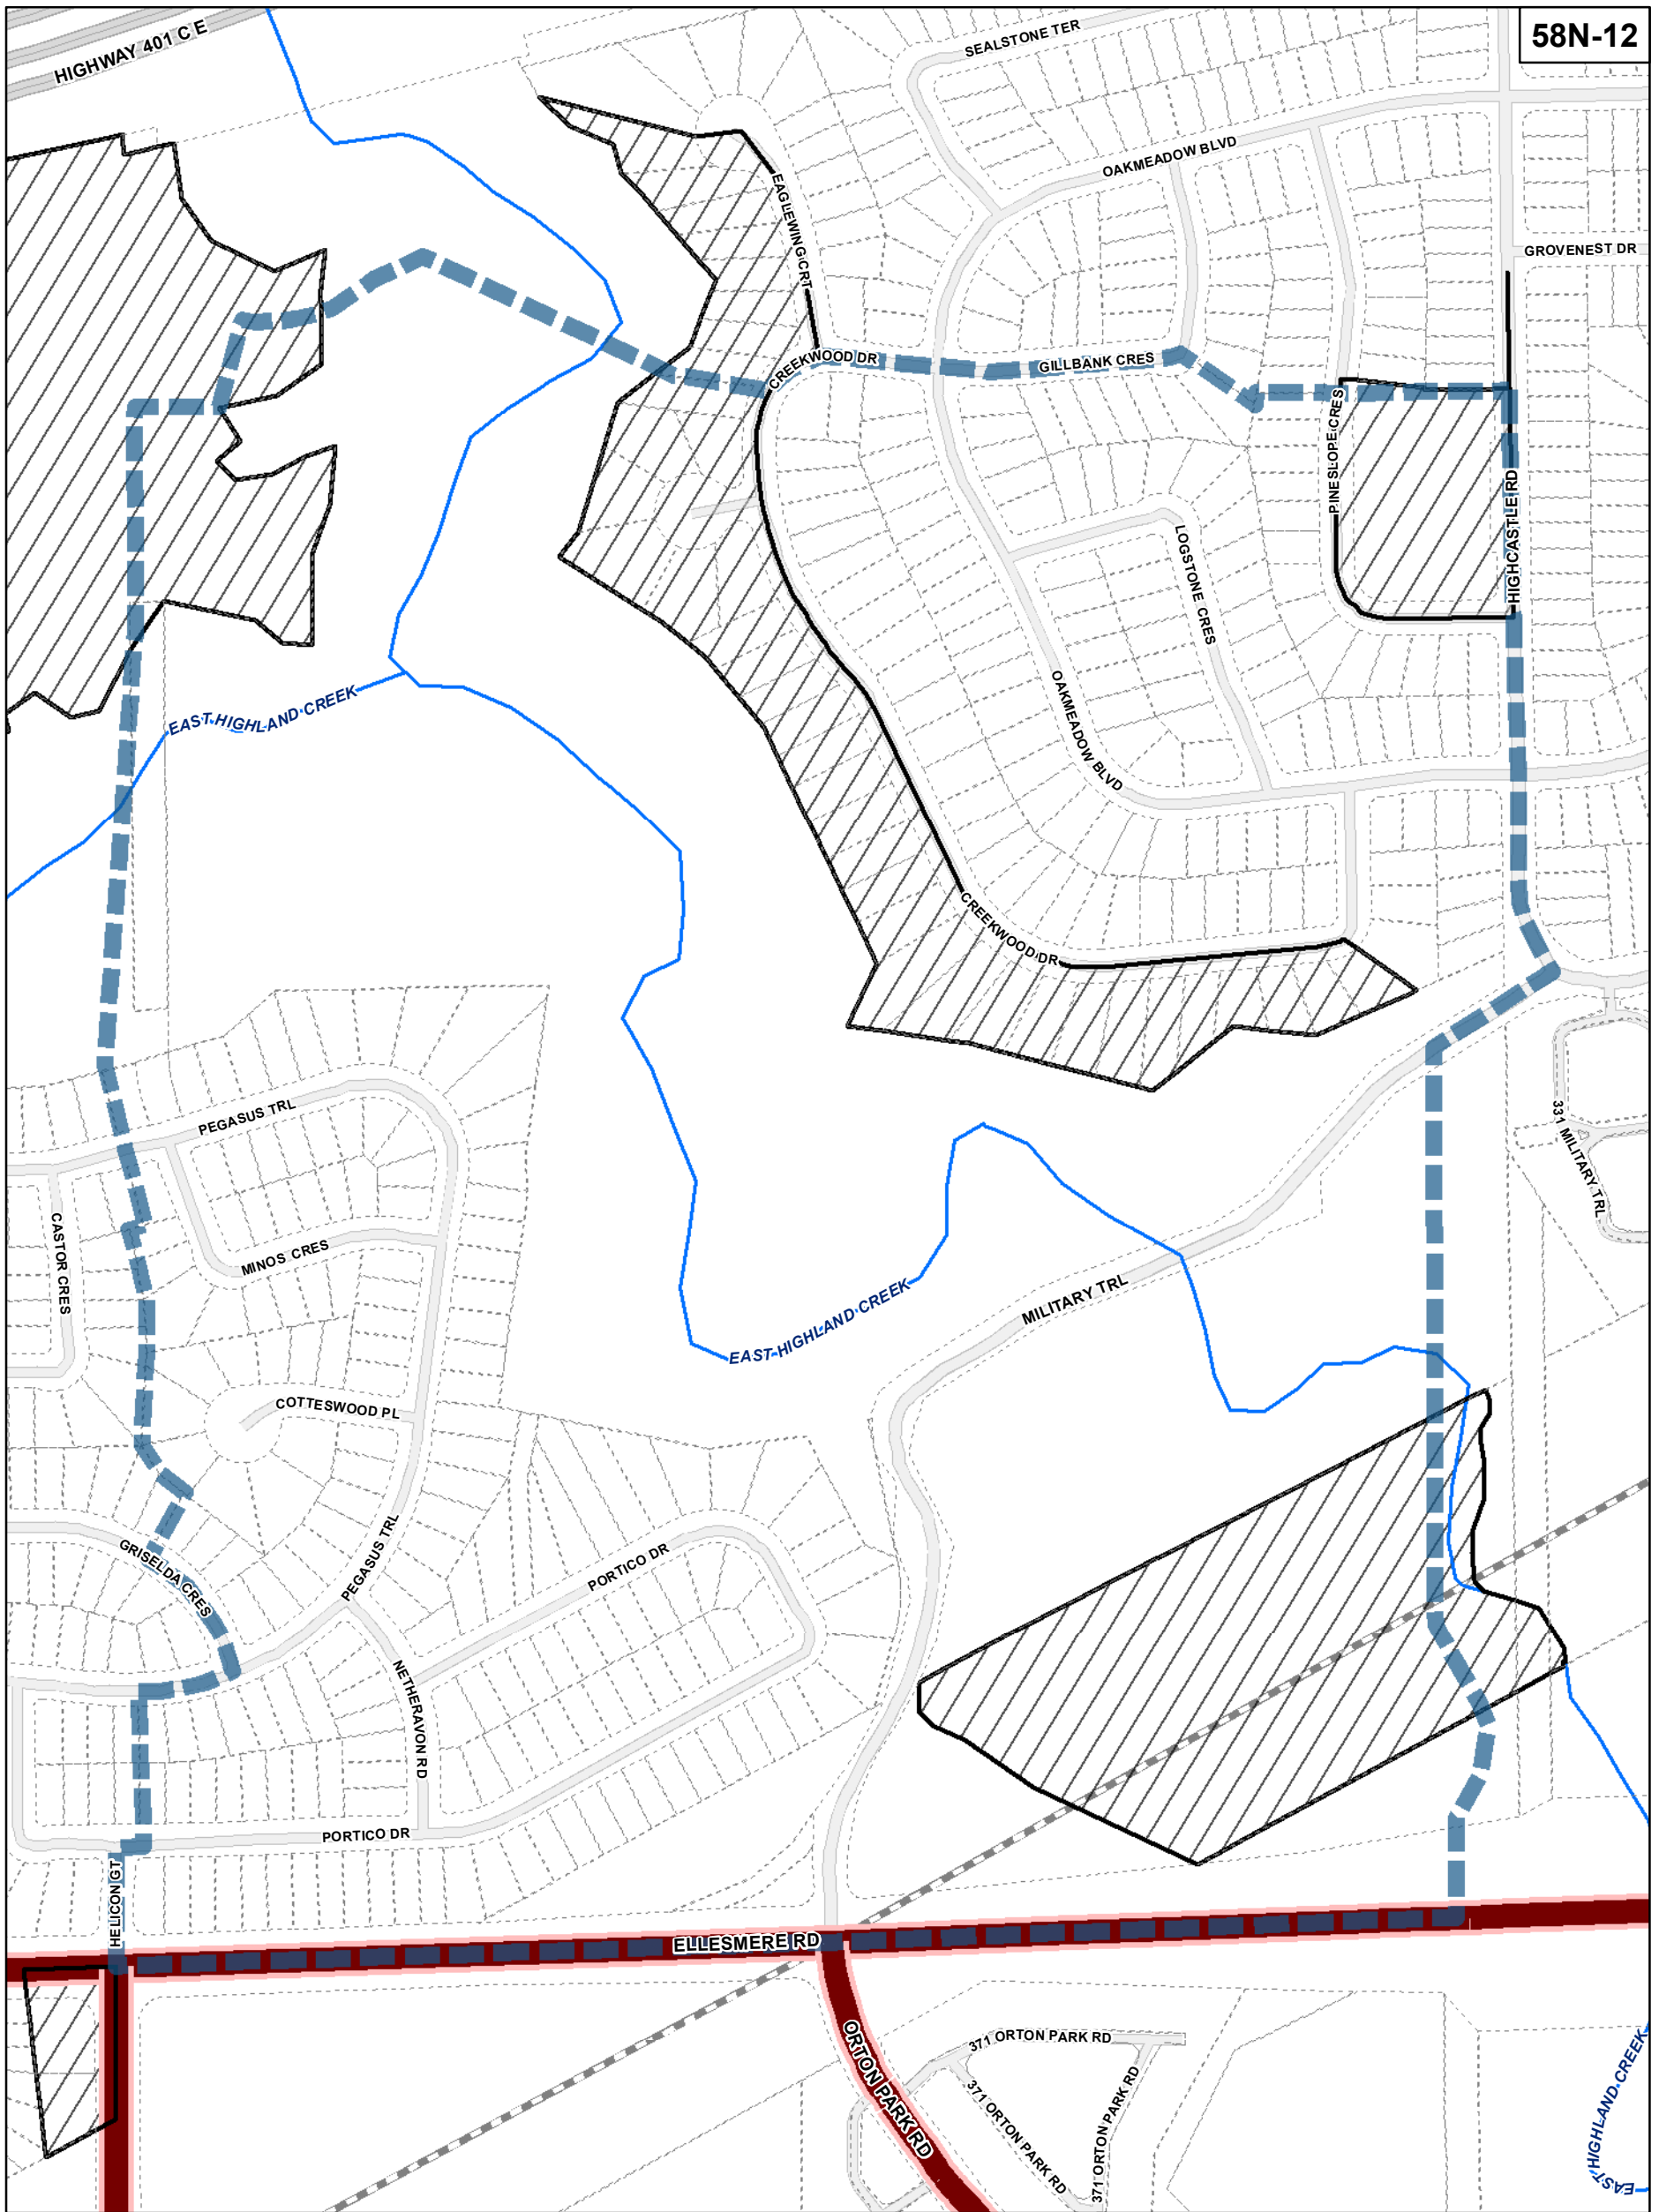 58N-12
HIGHWAY 401 C E
SEALSTONE TER
OAKMEADOW BLVD
EAGLEWING CRT
GROVENEST DR
CREEKWOOD DR
GILLBANK CRES
PINESLOPE CRES
HIGHCASTLE RD
LOGSTONE CRES
EAST HIGHLAND CREEK
OAKMEADOW BLVD
CREEKWOOD DR
PEGASUS TRL
331 MILITARY TRL
CASTOR CRES
MINOS CRES
EAST HIGHLAND CREEK
MILITARY TRL
COTTESWOOD PL
GRISELDA CRES
PEGASUS TRL
PORTICO DR
NETHERAVON RD
PORTICO DR
HELICON GT
ELLESMERE RD
ORTON PARK RD
371 ORTON PARK RD
371 ORTON PARK RD
371 ORTON PARK RD
EAST HIGHLAND CREEK